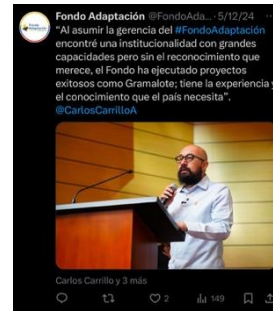 Fondo Adaptación @FondoAda... · 5/12/24
"Al asumir la gerencia del #FondoAdaptación
encontré una institucionalidad con grandes
capacidades pero sin el reconocimiento que
merece, el Fondo ha ejecutado proyectos
exitosos como Gramalote; tiene la experiencia y
el conocimiento que el país necesita".
@CarlosCarrilloA
Carlos Carrillo y 3 más
2 149